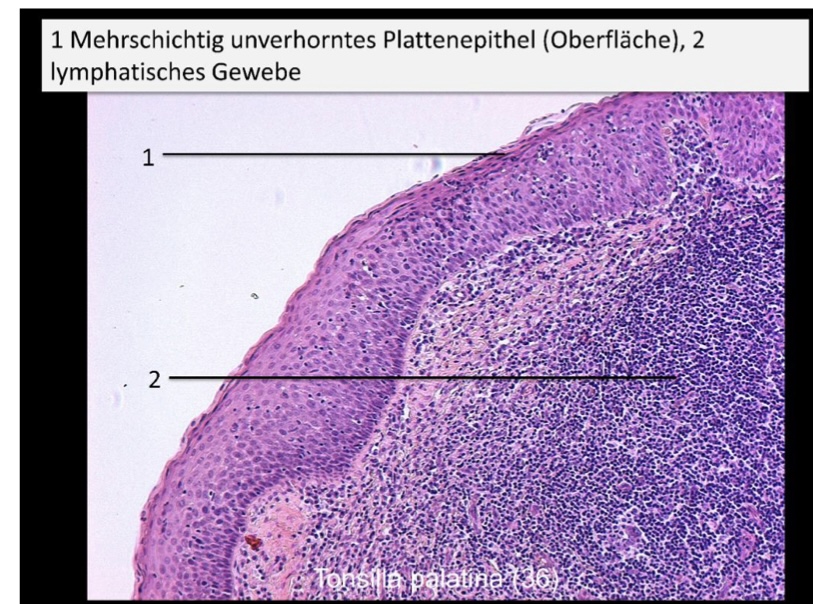 1 Mehrschichtig unverhorntes Plattenepithel (Oberfläche), 2
lymphatisches Gewebe
1
2
Tonsilla palatina (36)